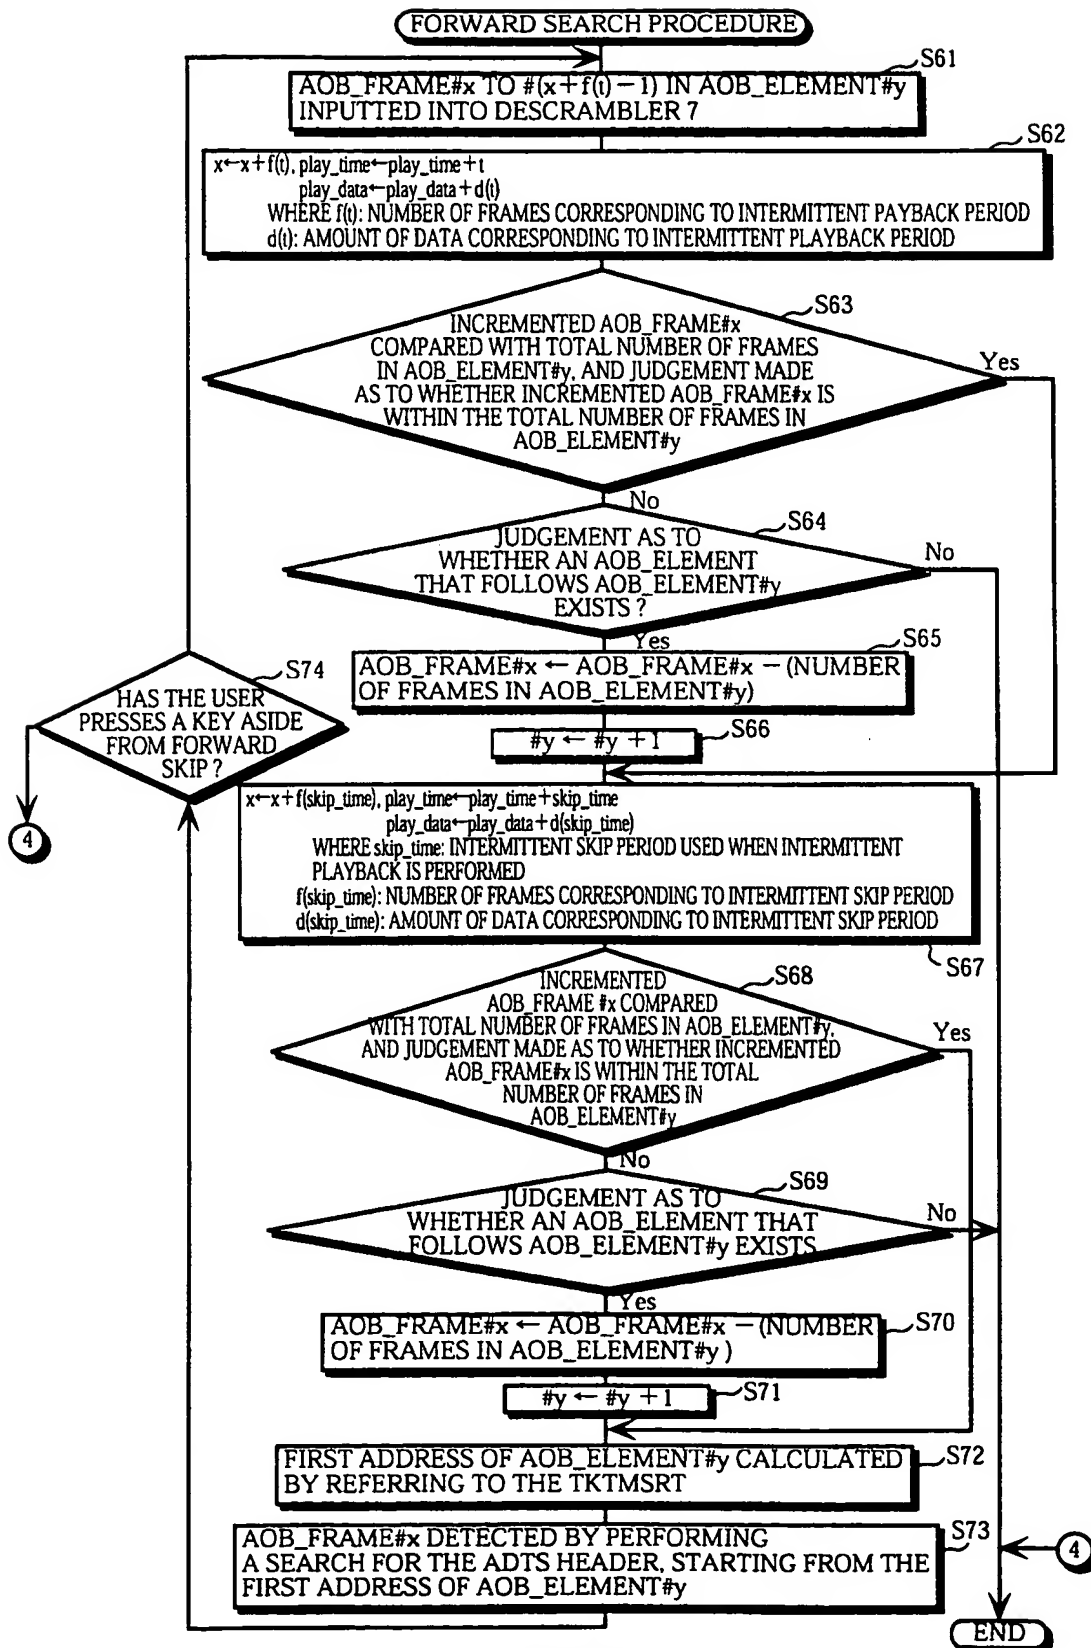 FORWARD SEARCH PROCEDURE
S61
AOB_FRAME#x TO #(x+f(t)−1) IN AOB_ELEMENT#y
INPUTTED INTO DESCRAMBLER 7
S62
x←x+f(t), play_time←play_time+t
play_data←play_data+d(t)
WHERE f(t): NUMBER OF FRAMES CORRESPONDING TO INTERMITTENT PAYBACK PERIOD
d(t): AMOUNT OF DATA CORRESPONDING TO INTERMITTENT PLAYBACK PERIOD
S63
INCREMENTED AOB_FRAME#x
COMPARED WITH TOTAL NUMBER OF FRAMES
IN AOB_ELEMENT#y, AND JUDGEMENT MADE
AS TO WHETHER INCREMENTED AOB_FRAME#x IS
WITHIN THE TOTAL NUMBER OF FRAMES IN
AOB_ELEMENT#y
Yes
No
S64
JUDGEMENT AS TO
WHETHER AN AOB_ELEMENT
THAT FOLLOWS AOB_ELEMENT#y
EXISTS ?
No
Yes
S65
AOB_FRAME#x ← AOB_FRAME#x − (NUMBER
OF FRAMES IN AOB_ELEMENT#y)
S66
#y ← #y + 1
S74
HAS THE USER
PRESSES A KEY ASIDE
FROM FORWARD
SKIP ?
4
x←x+f(skip_time), play_time←play_time+skip_time
play_data←play_data+d(skip_time)
WHERE skip_time: INTERMITTENT SKIP PERIOD USED WHEN INTERMITTENT
PLAYBACK IS PERFORMED
f(skip_time): NUMBER OF FRAMES CORRESPONDING TO INTERMITTENT SKIP PERIOD
d(skip_time): AMOUNT OF DATA CORRESPONDING TO INTERMITTENT SKIP PERIOD
S67
S68
INCREMENTED
AOB_FRAME #x COMPARED
WITH TOTAL NUMBER OF FRAMES IN AOB_ELEMENT#y,
AND JUDGEMENT MADE AS TO WHETHER INCREMENTED
AOB_FRAME#x IS WITHIN THE TOTAL
NUMBER OF FRAMES IN
AOB_ELEMENT#y
Yes
No
S69
JUDGEMENT AS TO
WHETHER AN AOB_ELEMENT THAT
FOLLOWS AOB_ELEMENT#y EXISTS
No
Yes
AOB_FRAME#x ← AOB_FRAME#x − (NUMBER
OF FRAMES IN AOB_ELEMENT#y )
S70
#y ← #y + 1
S71
FIRST ADDRESS OF AOB_ELEMENT#y CALCULATED
BY REFERRING TO THE TKTMSRT
S72
AOB_FRAME#x DETECTED BY PERFORMING
A SEARCH FOR THE ADTS HEADER, STARTING FROM THE
FIRST ADDRESS OF AOB_ELEMENT#y
S73
4
END